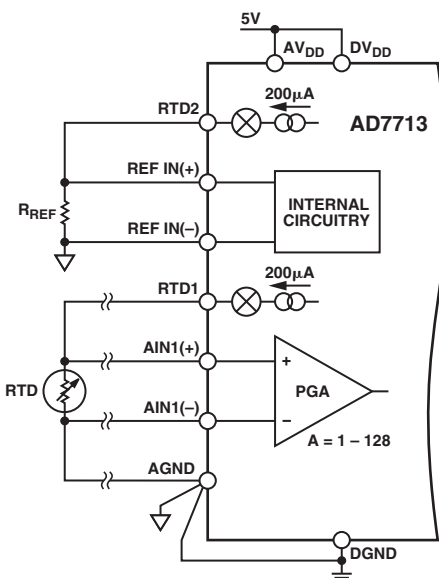 5V
AVDD
DVDD
200µA
RTD2
AD7713
REF IN(+)
RREF
INTERNAL
CIRCUITRY
REF IN(–)
200µA
RTD1
AIN1(+)
+
RTD
PGA
AIN1(–)
–
A = 1 – 128
AGND
DGND